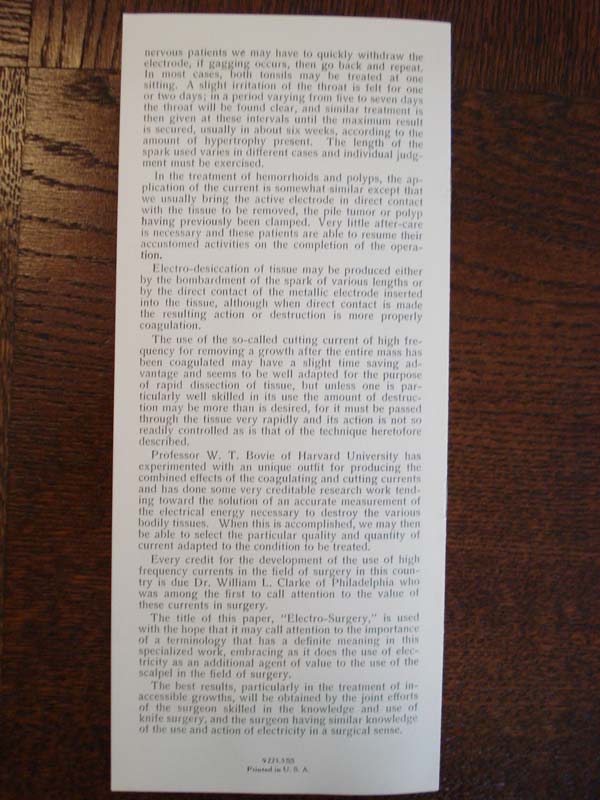 nervous patients we may have to quickly withdraw the
electrode, if gagging occurs, then go back and repeat.
In most cases, both tonsils may be treated at one
sitting. A slight irritation of the throat is felt for one
or two days; in a period varying from five to seven days
the throat will be found clear, and similar treatment is
then given at these intervals until the maximum result
is secured, usually in about six weeks, according to the
amount of hypertrophy present. The length of the
spark used varies in different cases and individual judg-
ment must be exercised.
In the treatment of hemorrhoids and polyps, the ap-
plication of the current is somewhat similar except that
we usually bring the active electrode in direct contact
with the tissue to be removed, the pile tumor or polyp
having previously been clamped. Very little after-care
is necessary and these patients are able to resume their
accustomed activities on the completion of the opera-
tion.
Electro-desiccation of tissue may be produced either
by the bombardment of the spark of various lengths or
by the direct contact of the metallic electrode inserted
into the tissue, although when direct contact is made
the resulting action or destruction is more properly
coagulation.
The use of the so-called cutting current of high fre-
quency for removing a growth after the entire mass has
been coagulated may have a slight time saving ad-
vantage and seems to be well adapted for the purpose
of rapid dissection of tissue, but unless one is par-
ticularly well skilled in its use the amount of destruc-
tion may be more than is desired, for it must be passed
through the tissue very rapidly and its action is not so
readily controlled as is that of the technique heretofore
described.
Professor W. T. Bovie of Harvard University has
experimented with an unique outfit for producing the
combined effects of the coagulating and cutting currents
and has done some very creditable research work tend-
ing toward the solution of an accurate measurement of
the electrical energy necessary to destroy the various
bodily tissues. When this is accomplished, we may then
be able to select the particular quality and quantity of
current adapted to the condition to be treated.
Every credit for the development of the use of high
frequency currents in the field of surgery in this coun-
try is due Dr. William L. Clarke of Philadelphia who
was among the first to call attention to the value of
these currents in surgery.
The title of this paper, "Electro-Surgery," is used
with the hope that it may call attention to the importance
of a terminology that has a definite meaning in this
specialized work, embracing as it does the use of elec-
tricity as an additional agent of value to the use of the
scalpel in the field of surgery.
The best results, particularly in the treatment of in-
accessible growths, will be obtained by the joint efforts
of the surgeon skilled in the knowledge and use of
knife surgery, and the surgeon having similar knowledge
of the use and action of electricity in a surgical sense.
Printed in U. S. A.